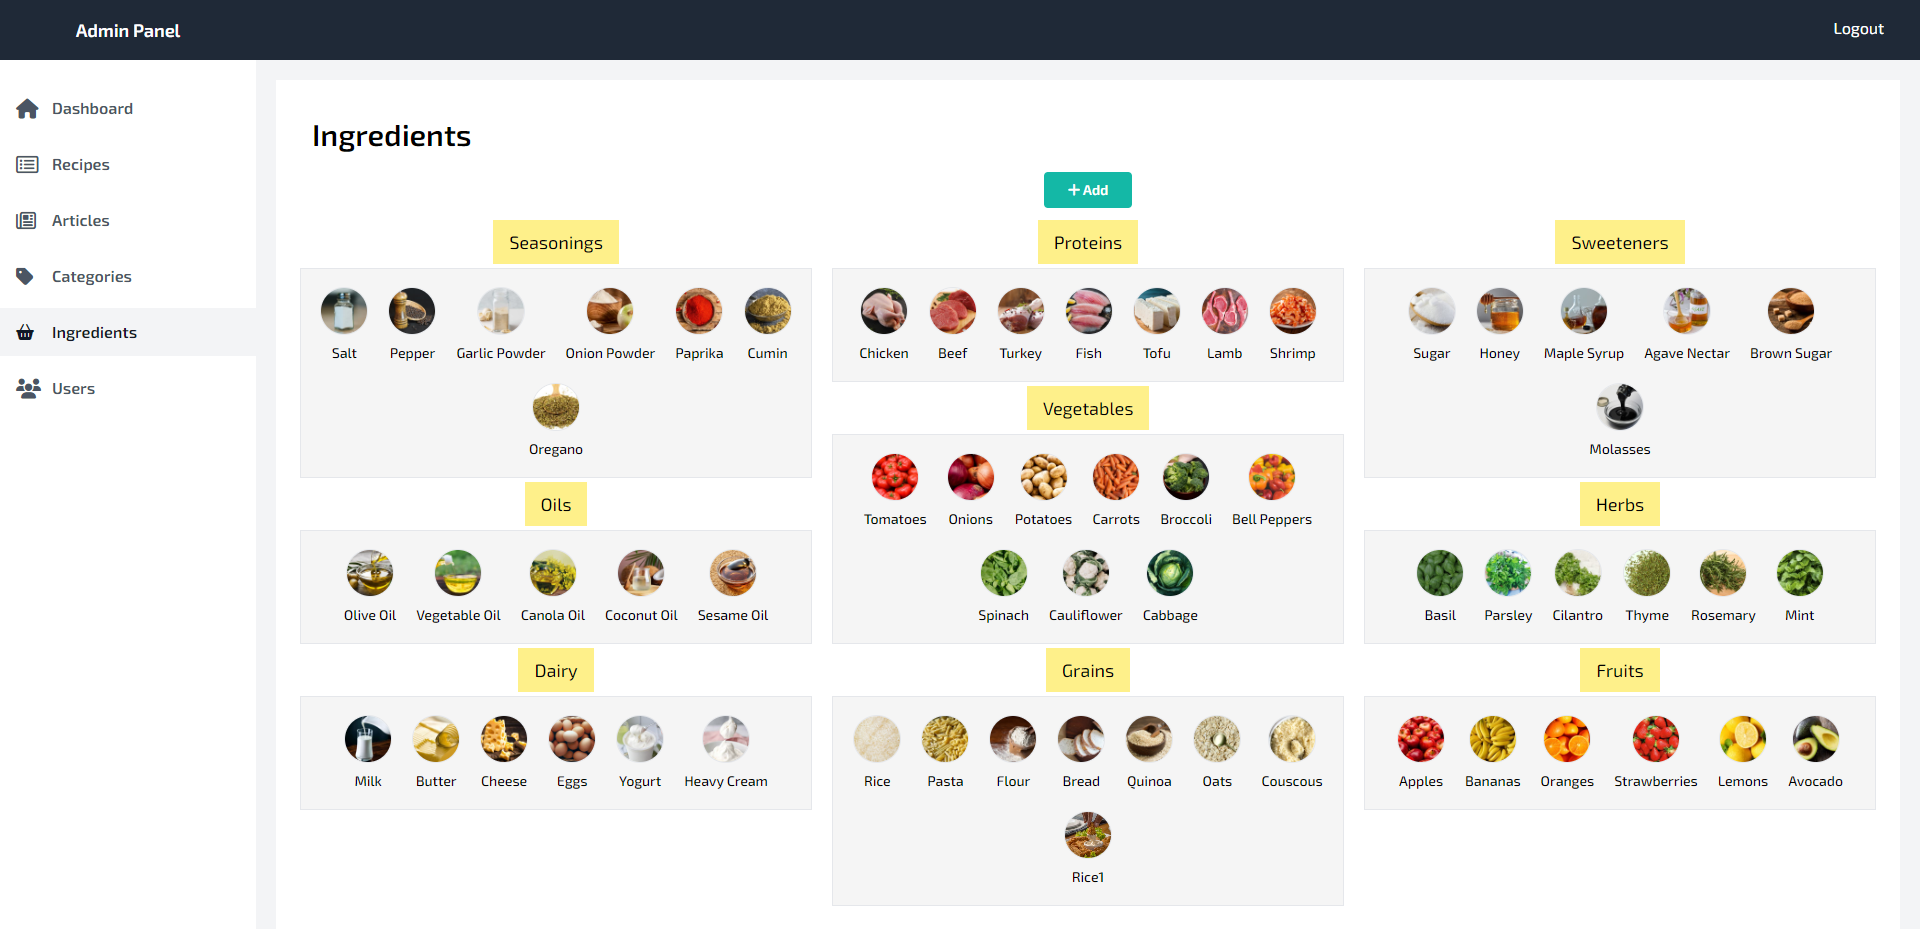 Admin Panel
Logout
Dashboard
Recipes
Articles
Categories
Ingredients
Users
Ingredients
+ Add
Seasonings
Salt Pepper Garlic Powder Onion Powder Paprika Cumin
Oregano
Oils
Olive Oil Vegetable Oil Canola Oil Coconut Oil Sesame Oil
Dairy
Milk Butter Cheese Eggs Yogurt Heavy Cream
Proteins
Chicken Beef Turkey Fish Tofu Lamb Shrimp
Vegetables
Tomatoes Onions Potatoes Carrots Broccoli Bell Peppers
Spinach Cauliflower Cabbage
Grains
Rice Pasta Flour Bread Quinoa Oats Couscous
Rice1
Sweeteners
Sugar Honey Maple Syrup Agave Nectar Brown Sugar
Molasses
Herbs
Basil Parsley Cilantro Thyme Rosemary Mint
Fruits
Apples Bananas Oranges Strawberries Lemons Avocado